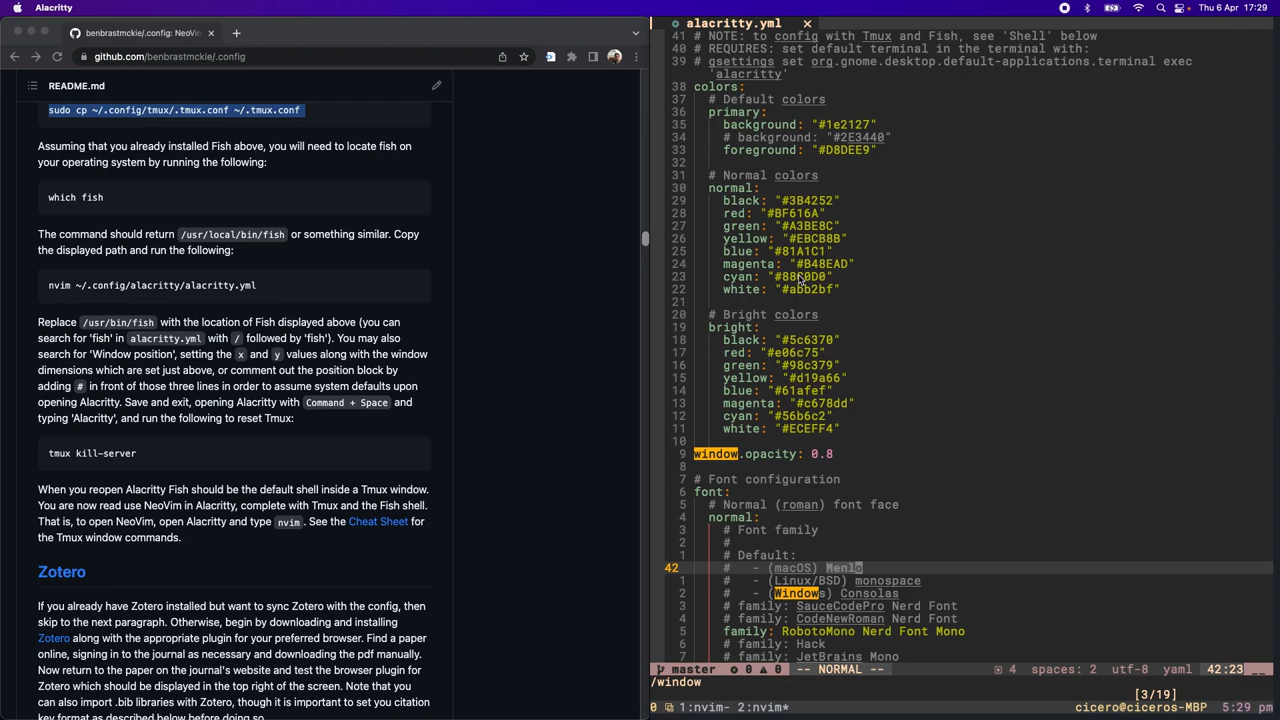 Alacritty
Thu 6 Apr 17:29
benbrastmckie/.config: NeoVi
github.com/benbrastmckie/.config
README.md
sudo cp ~/.config/tmux/.tmux.conf ~/.tmux.conf
Assuming that you already installed Fish above, you will need to locate fish on
your operating system by running the following:
which fish
The command should return /usr/local/bin/fish or something similar. Copy
the displayed path and run the following:
nvim ~/.config/alacritty/alacritty.yml
Replace /usr/bin/fish with the location of Fish displayed above (you can
search for 'fish' in alacritty.yml with / followed by 'fish'). You may also
search for 'Window position', setting the x and y values along with the window
dimensions which are set just above, or comment out the position block by
adding # in front of those three lines in order to assume system defaults upon
opening Alacritty. Save and exit, opening Alacritty with Command + Space and
typing 'Alacritty', and run the following to reset Tmux:
tmux kill-server
When you reopen Alacritty Fish should be the default shell inside a Tmux window.
You are now read use NeoVim in Alacritty, complete with Tmux and the Fish shell.
That is, to open NeoVim, open Alacritty and type nvim. See the Cheat Sheet for
the Tmux window commands.
Zotero
If you already have Zotero installed but want to sync Zotero with the config, then
skip to the next paragraph. Otherwise, begin by downloading and installing
Zotero along with the appropriate plugin for your preferred browser. Find a paper
online, signing in to the journal as necessary and downloading the pdf manually.
Now return to the paper on the journal's website and test the browser plugin for
Zotero which should be displayed in the top right of the screen. Note that you
can also import .bib libraries with Zotero, though it is important to set you citation
key format as described below before doing so.
alacritty.yml
41 # NOTE: to config with Tmux and Fish, see 'Shell' below
40 # REQUIRES: set default terminal in the terminal with:
39 # gsettings set org.gnome.desktop.default-applications.terminal exec
'alacritty'
38 colors:
37 # Default colors
36 primary:
35 background: "#1e2127"
34 # background: "#2E3440"
33 foreground: "#D8DEE9"
32
31 # Normal colors
30 normal:
29 black: "#3B4252"
28 red: "#BF616A"
27 green: "#A3BE8C"
26 yellow: "#EBCB8B"
25 blue: "#81A1C1"
24 magenta: "#B48EAD"
23 cyan: "#88C0D0"
22 white: "#abb2bf"
21
20 # Bright colors
19 bright:
18 black: "#5c6370"
17 red: "#e06c75"
16 green: "#98c379"
15 yellow: "#d19a66"
14 blue: "#61afef"
13 magenta: "#c678dd"
12 cyan: "#56b6c2"
11 white: "#ECEFF4"
10
9 window.opacity: 0.8
8
7 # Font configuration
6 font:
5 # Normal (roman) font face
4 normal:
3 # Font family
2 #
1 # Default:
42 # - (macOS) Menlo
1 # - (Linux/BSD) monospace
2 # - (Windows) Consolas
3 # family: SauceCodePro Nerd Font
4 # family: CodeNewRoman Nerd Font
5 family: RobotoMono Nerd Font Mono
6 # family: Hack
7 # family: JetBrains Mono
master 0 0 -- NORMAL -- 4 spaces: 2 utf-8 yaml 42:23
/window
[3/19]
0 1:nvim- 2:nvim* cicero@ciceros-MBP 5:29 pm